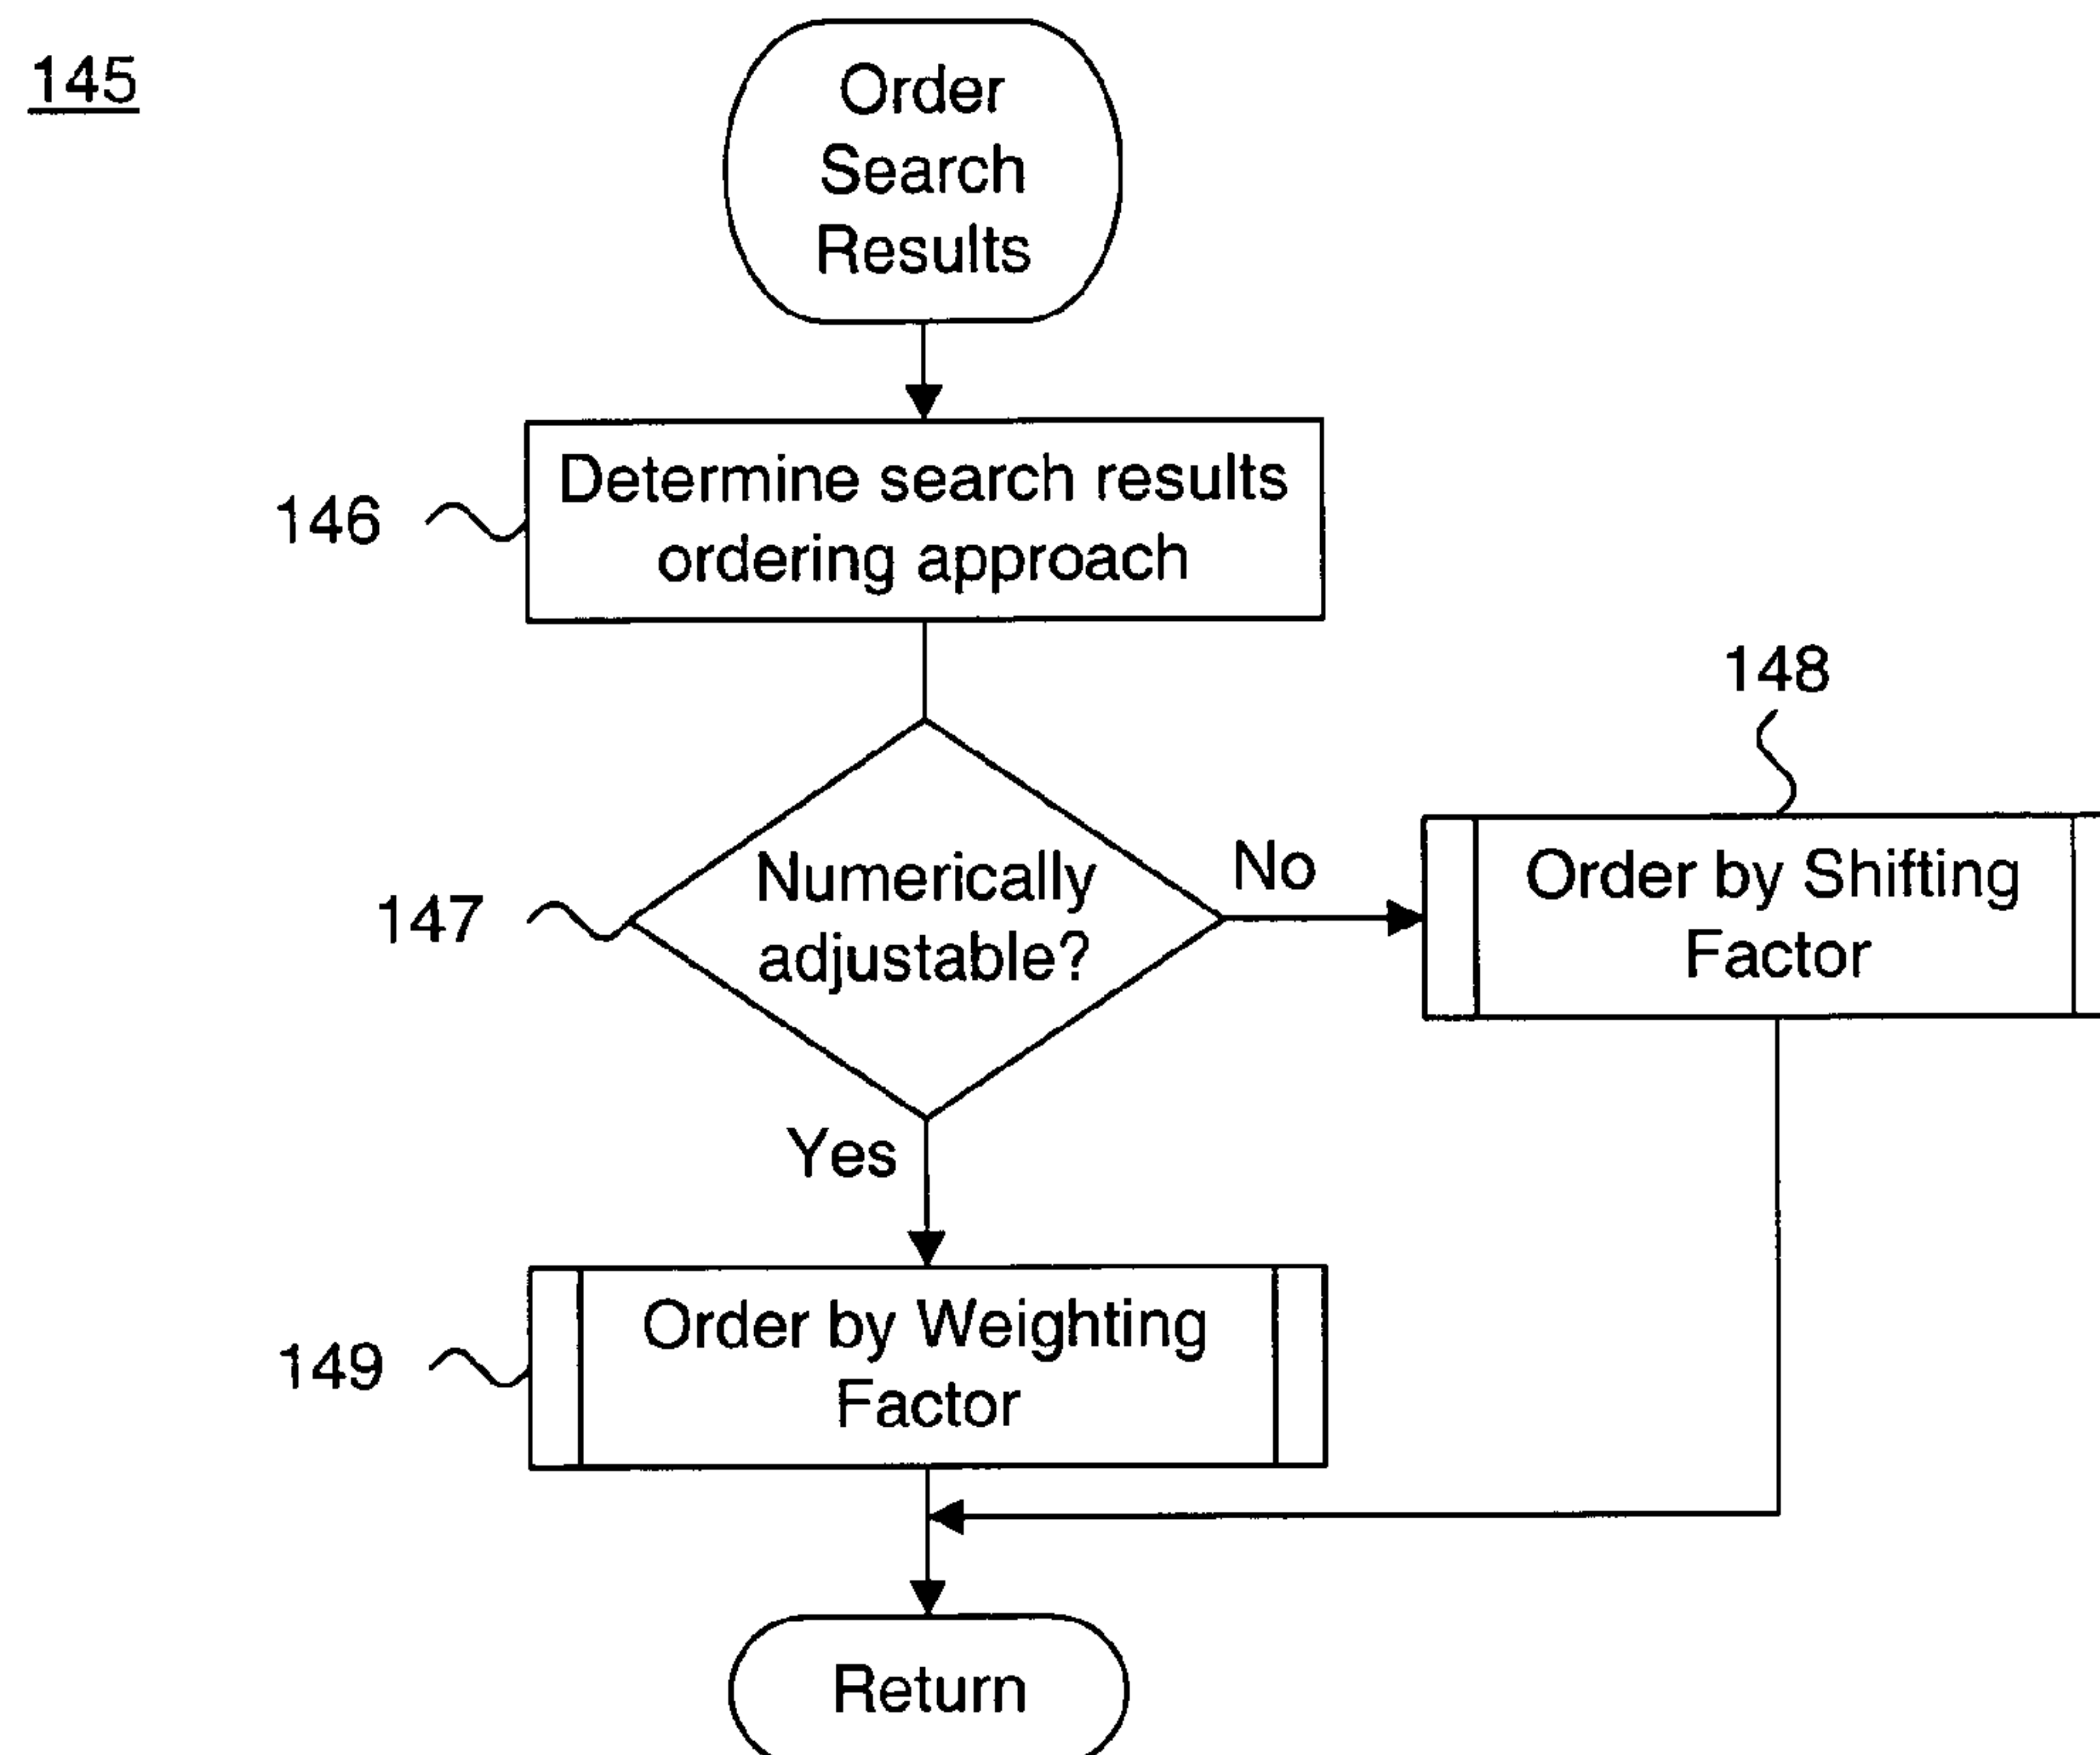 145
Order
Search
Results
146
Determine search results
ordering approach
148
147
Numerically
adjustable?
No
Order by Shifting
Factor
Yes
149
Order by Weighting
Factor
Return